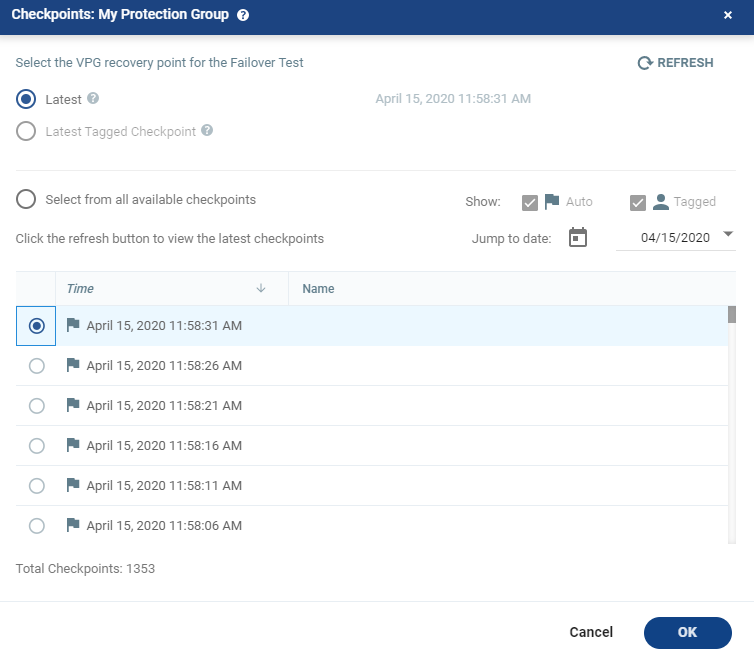 Checkpoints: My Protection Group ? ×
Select the VPG recovery point for the Failover Test REFRESH
Latest ? April 15, 2020 11:58:31 AM
Latest Tagged Checkpoint ?
Select from all available checkpoints Show: Auto Tagged
Click the refresh button to view the latest checkpoints Jump to date: 04/15/2020
Time Name
April 15, 2020 11:58:31 AM
April 15, 2020 11:58:26 AM
April 15, 2020 11:58:21 AM
April 15, 2020 11:58:16 AM
April 15, 2020 11:58:11 AM
April 15, 2020 11:58:06 AM
Total Checkpoints: 1353
Cancel OK